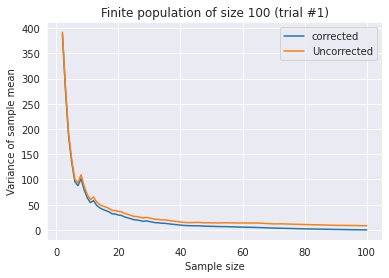 Finite population of size 100 (trial #1)
corrected
Uncorrected
Variance of sample mean
400
350
300
250
200
150
100
50
0
0 20 40 60 80 100
Sample size